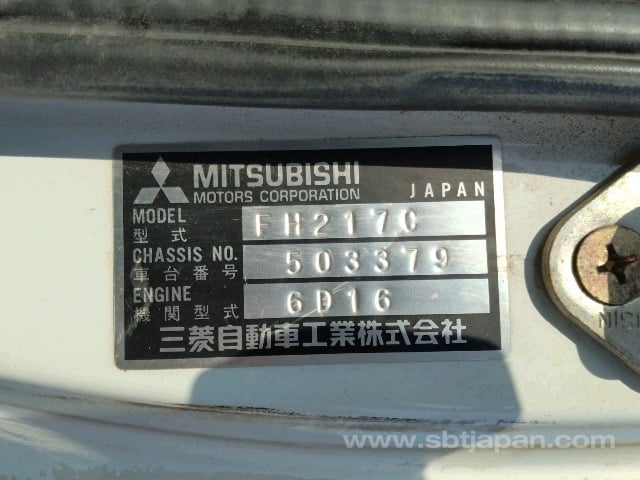 MITSUBISHI
MOTORS CORPORATION JAPAN
MODEL FH217C
型式
CHASSIS NO. 503379
車台番号
ENGINE 6D16
機関型式
三菱自動車工業株式会社
www.sbtjapan.com